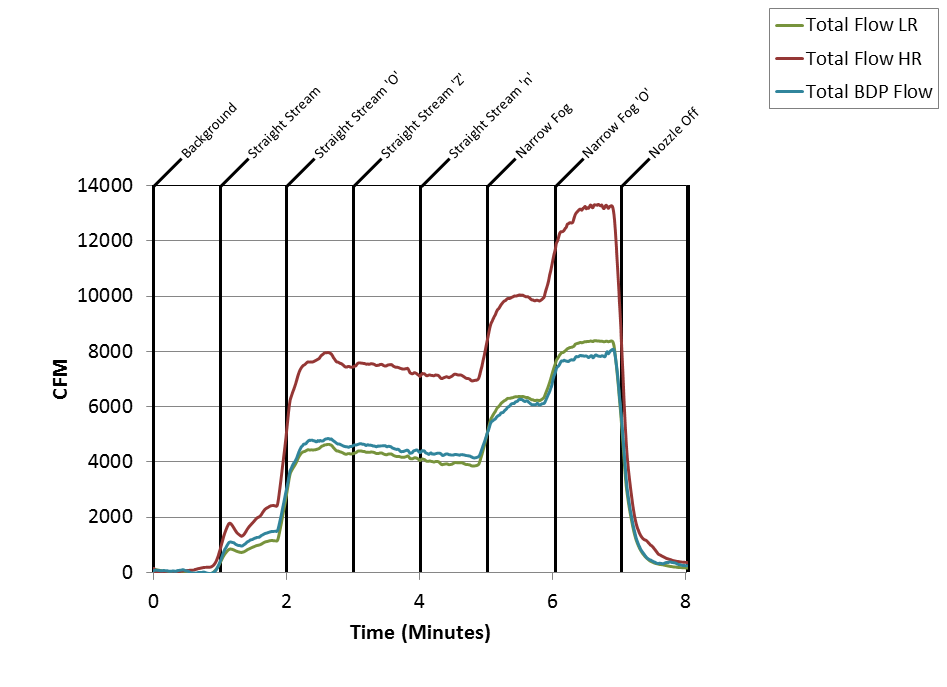 Total Flow LR
Total Flow HR
Total BDP Flow
Background
Straight Stream
Straight Stream 'O'
Straight Stream 'Z'
Straight Stream 'n'
Narrow Fog
Narrow Fog 'O'
Nozzle Off
14000
12000
10000
8000
6000
4000
2000
0
CFM
0 2 4 6 8
Time (Minutes)